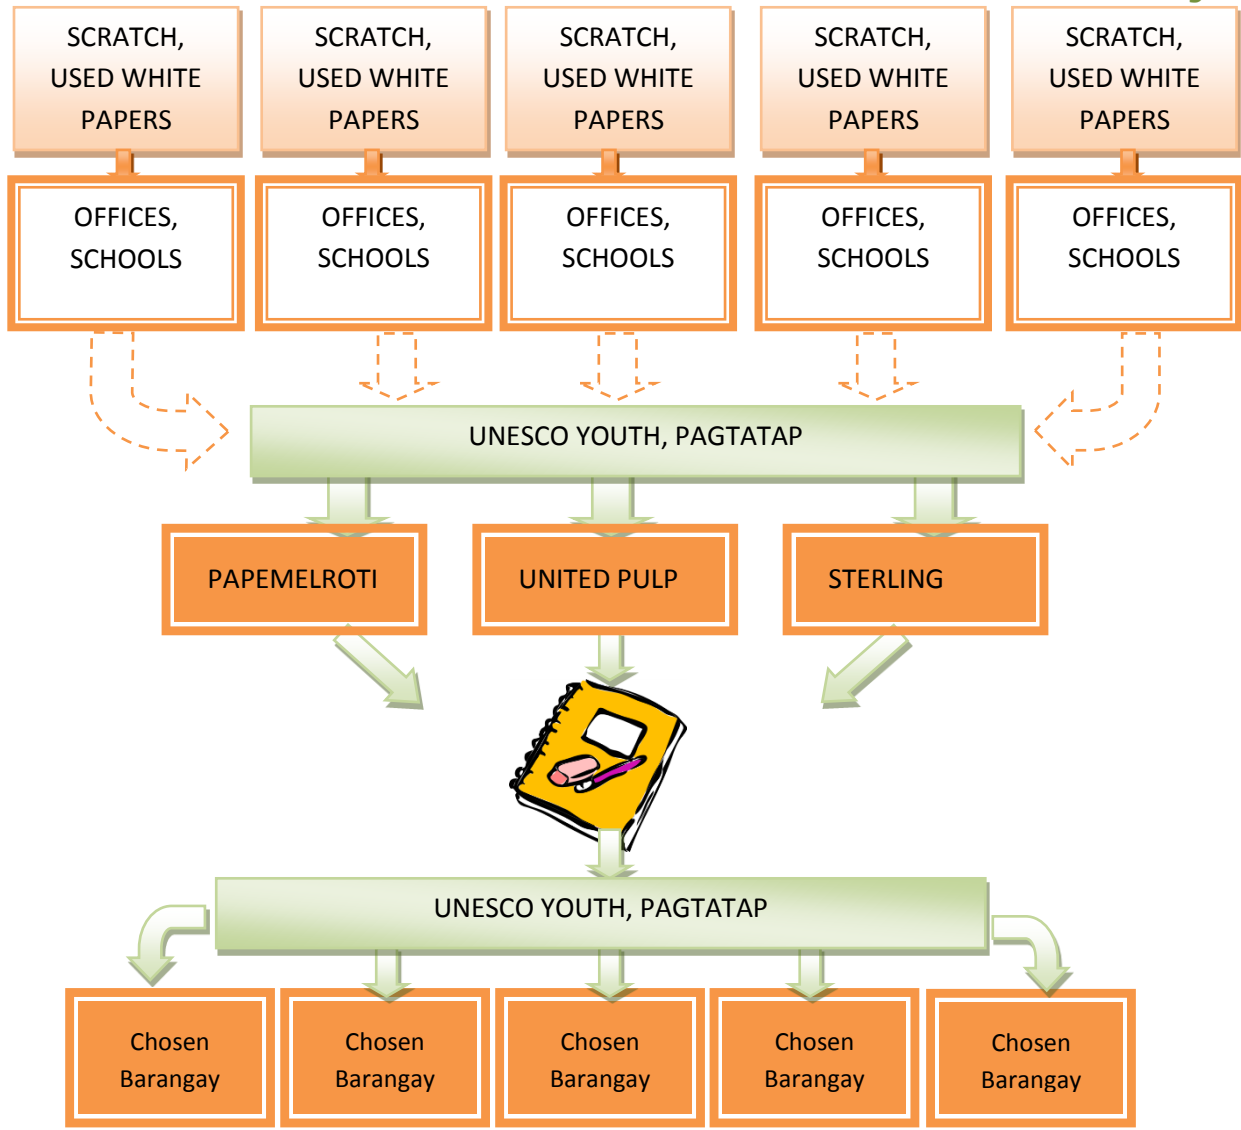 SCRATCH,
USED WHITE
PAPERS
SCRATCH,
USED WHITE
PAPERS
SCRATCH,
USED WHITE
PAPERS
SCRATCH,
USED WHITE
PAPERS
SCRATCH,
USED WHITE
PAPERS
OFFICES,
SCHOOLS
OFFICES,
SCHOOLS
OFFICES,
SCHOOLS
OFFICES,
SCHOOLS
OFFICES,
SCHOOLS
UNESCO YOUTH, PAGTATAP
PAPEMELROTI
UNITED PULP
STERLING
UNESCO YOUTH, PAGTATAP
Chosen
Barangay
Chosen
Barangay
Chosen
Barangay
Chosen
Barangay
Chosen
Barangay